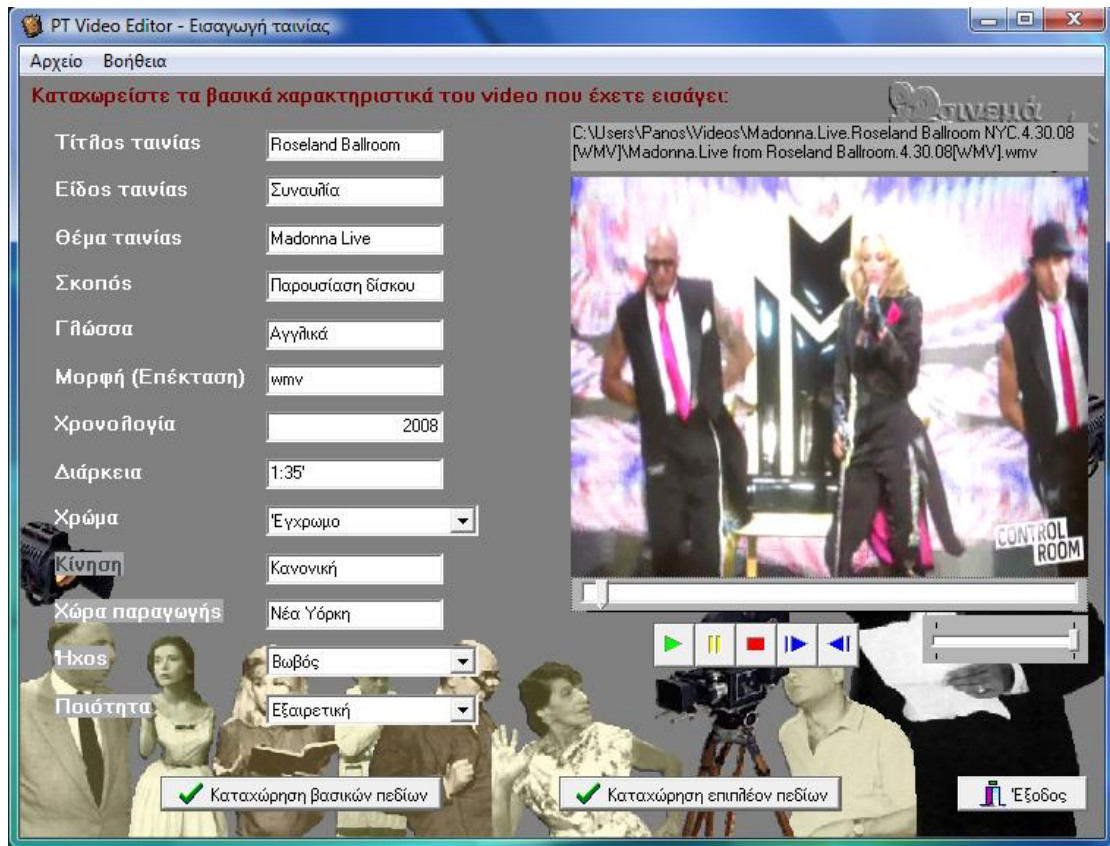 PT Video Editor - Εισαγωγή ταινίας
Αρχείο Βοήθεια
Καταχωρείστε τα βασικά χαρακτηριστικά του video που έχετε εισάγει:
σινεμά
C:\Users\Panos\Videos\Madonna.Live.Roseland Ballroom NYC.4.30.08
[WMV]\Madonna.Live from Roseland Ballroom.4.30.08[WMV].wmv
Τίτλος ταινίας Roseland Ballroom
Είδος ταινίας Συναυλία
Θέμα ταινίας Madonna Live
Σκοπός Παρουσίαση δίσκου
Γλώσσα Αγγλικά
Μορφή (Επέκταση) wmv
Χρονολογία 2008
Διάρκεια 1:35'
Χρώμα Έγχρωμο
Κίνηση Κανονική
Χώρα παραγωγής Νέα Υόρκη
Ήχος Βωβός
Ποιότητα Εξαιρετική
CONTROL
ROOM
Καταχώρηση βασικών πεδίων
Καταχώρηση επιπλέον πεδίων
Έξοδος